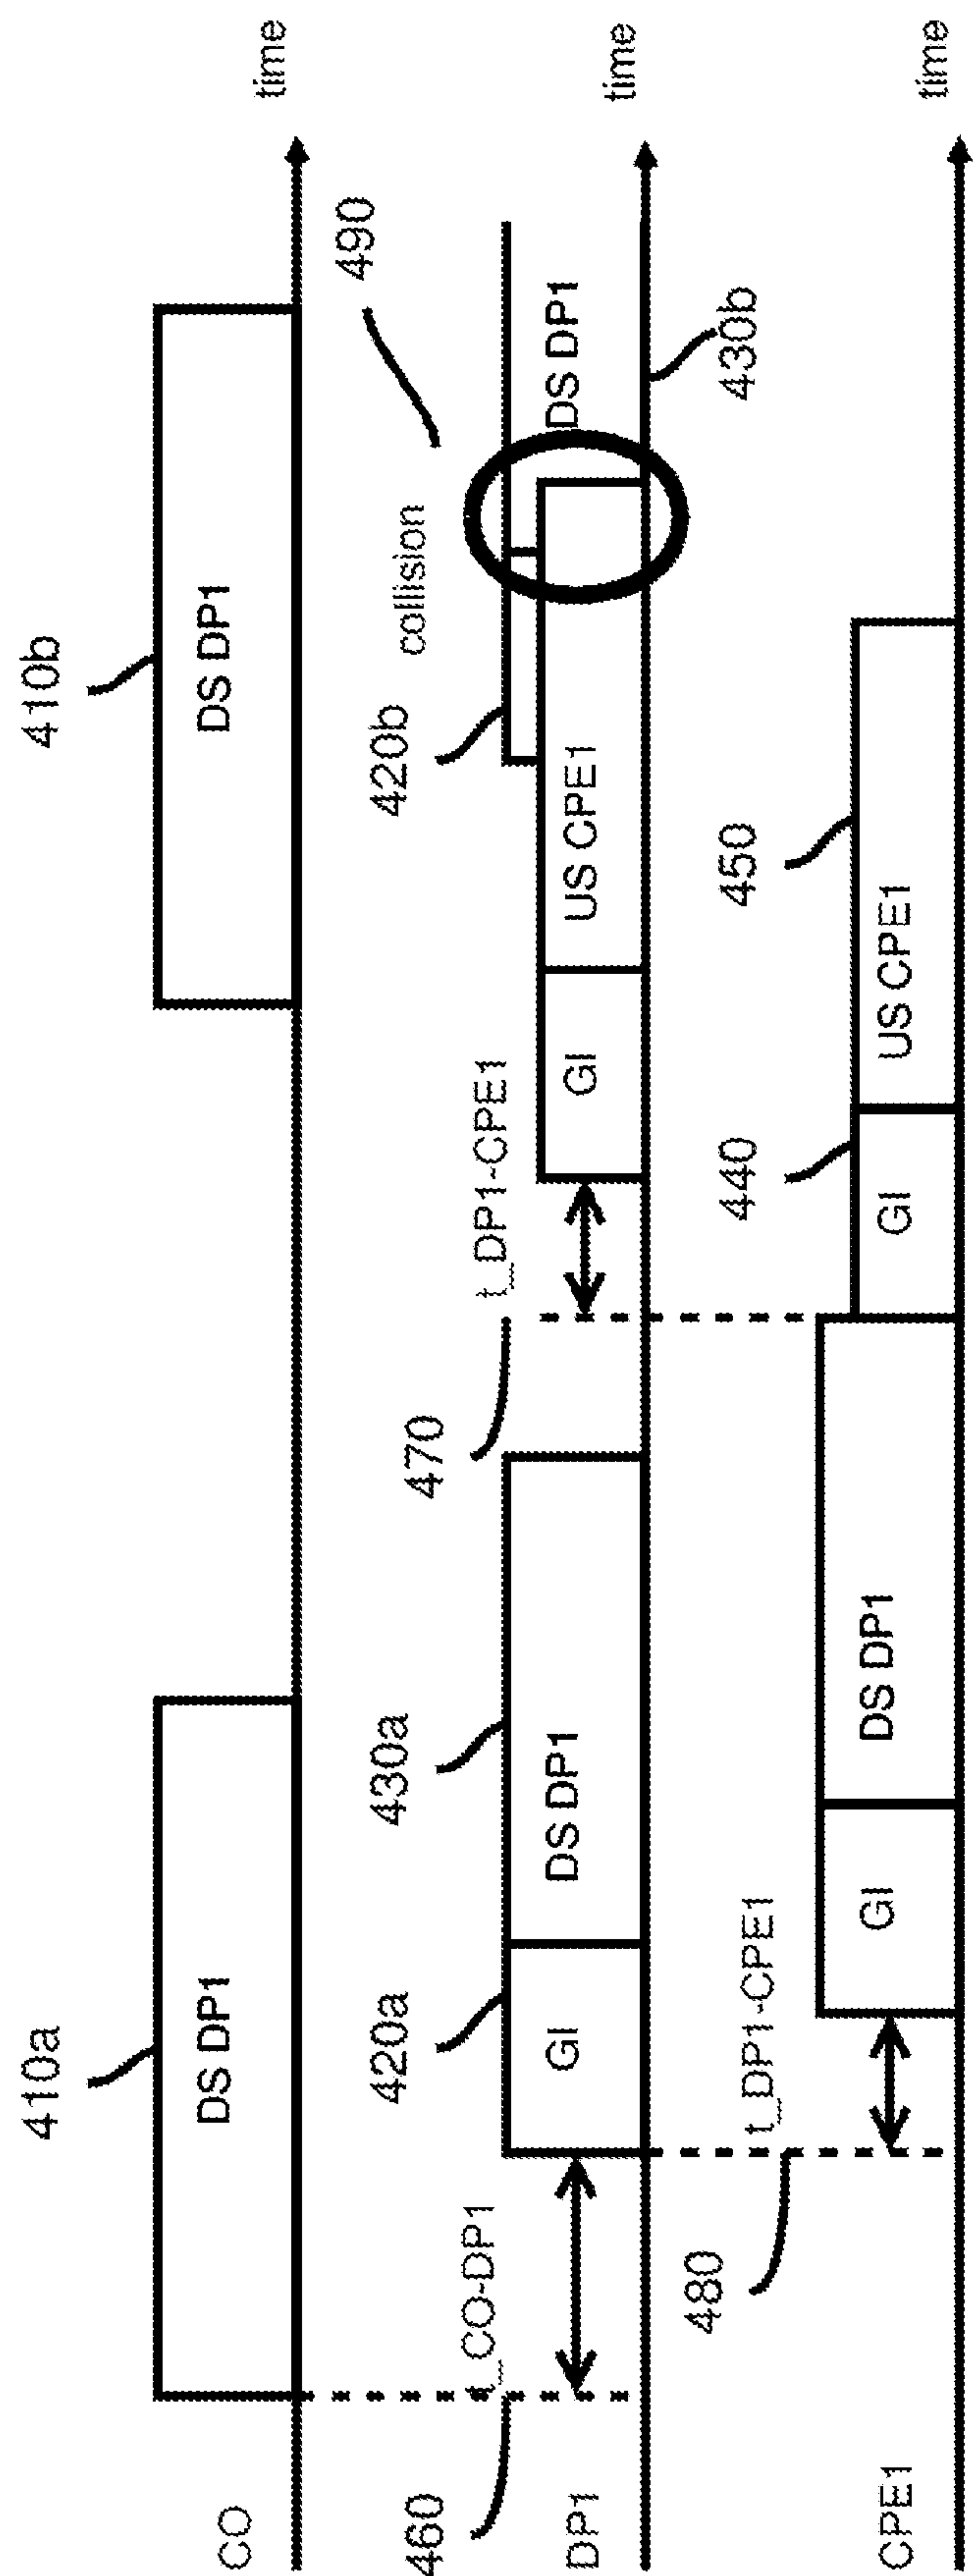 410a
410b
CO
DS DP1
DS DP1
time
460
t_CO-DP1
420a
430a
470
t_DP1-CPE1
420b
collision
490
DP1
GI
DS DP1
GI
US CPE1
DS DP1
time
480
t_DP1-CPE1
440
450
430b
CPE1
GI
DS DP1
GI
US CPE1
time